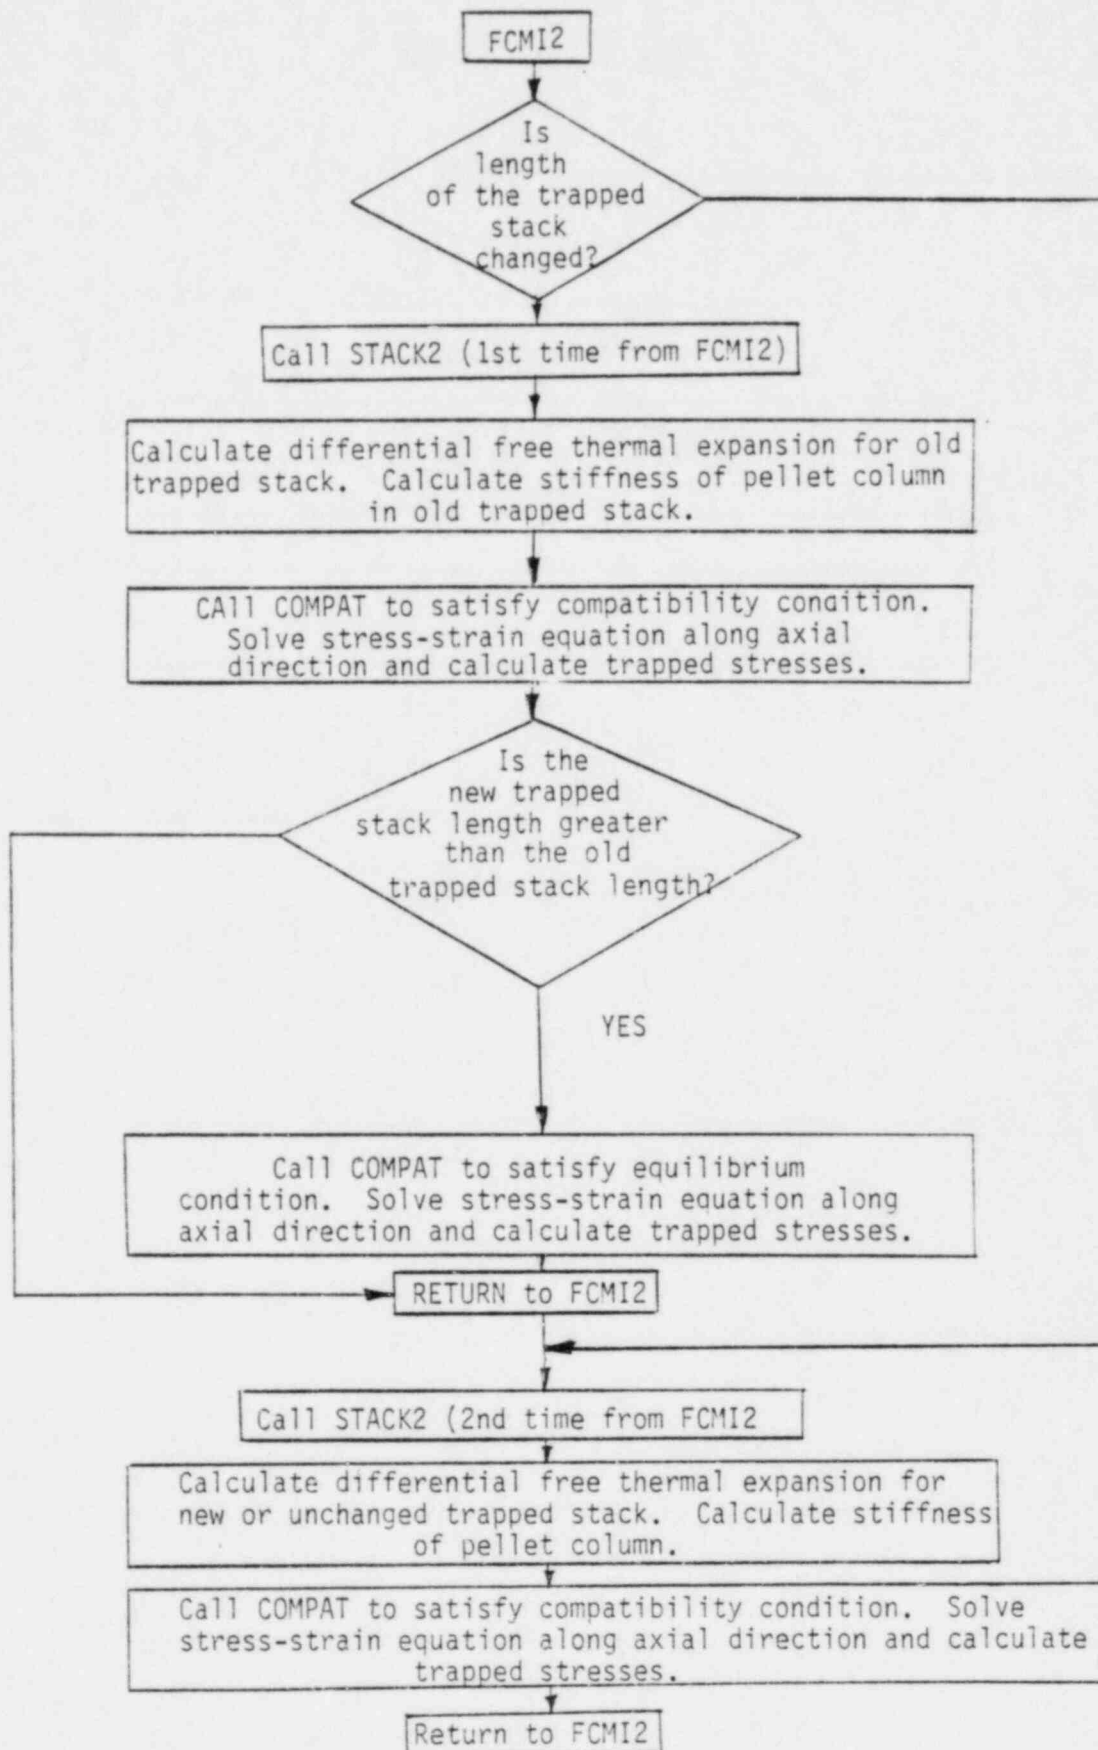 FCMI2
Is
length
of the trapped
stack
changed?
Call STACK2 (1st time from FCMI2)
Calculate differential free thermal expansion for old
trapped stack. Calculate stiffness of pellet column
in old trapped stack.
CAll COMPAT to satisfy compatibility condition.
Solve stress-strain equation along axial
direction and calculate trapped stresses.
Is the
new trapped
stack length greater
than the old
trapped stack length?
YES
Call COMPAT to satisfy equilibrium
condition. Solve stress-strain equation along
axial direction and calculate trapped stresses.
RETURN to FCMI2
Call STACK2 (2nd time from FCMI2
Calculate differential free thermal expansion for
new or unchanged trapped stack. Calculate stiffness
of pellet column.
Call COMPAT to satisfy compatibility condition. Solve
stress-strain equation along axial direction and calculate
trapped stresses.
Return to FCMI2